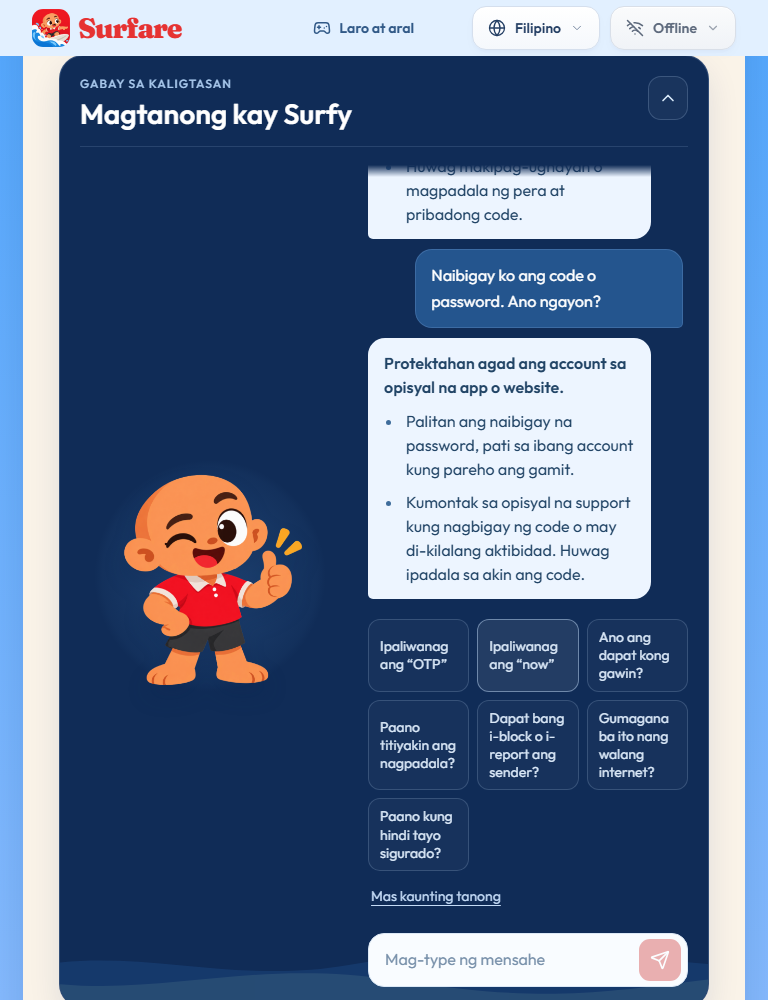 Surfare
Laro at aral
Filipino
Offline
GABAY SA KALIGTASAN
Magtanong kay Surfy
Huwag makipag-ugnayan o
magpadala ng pera at
pribadong code.
Naibigay ko ang code o
password. Ano ngayon?
Protektahan agad ang account sa
opisyal na app o website.
Palitan ang naibigay na
password, pati sa ibang account
kung pareho ang gamit.
Kumontak sa opisyal na support
kung nagbigay ng code o may
di-kilalang aktibidad. Huwag
ipadala sa akin ang code.
Ipaliwanag
ang “OTP”
Ipaliwanag
ang “now”
Ano ang
dapat kong
gawin?
Paano
titiyakin ang
nagpadala?
Dapat bang
i-block o i-
report ang
sender?
Gumagana
ba ito nang
walang
internet?
Paano kung
hindi tayo
sigurado?
Mas kaunting tanong
Mag-type ng mensahe